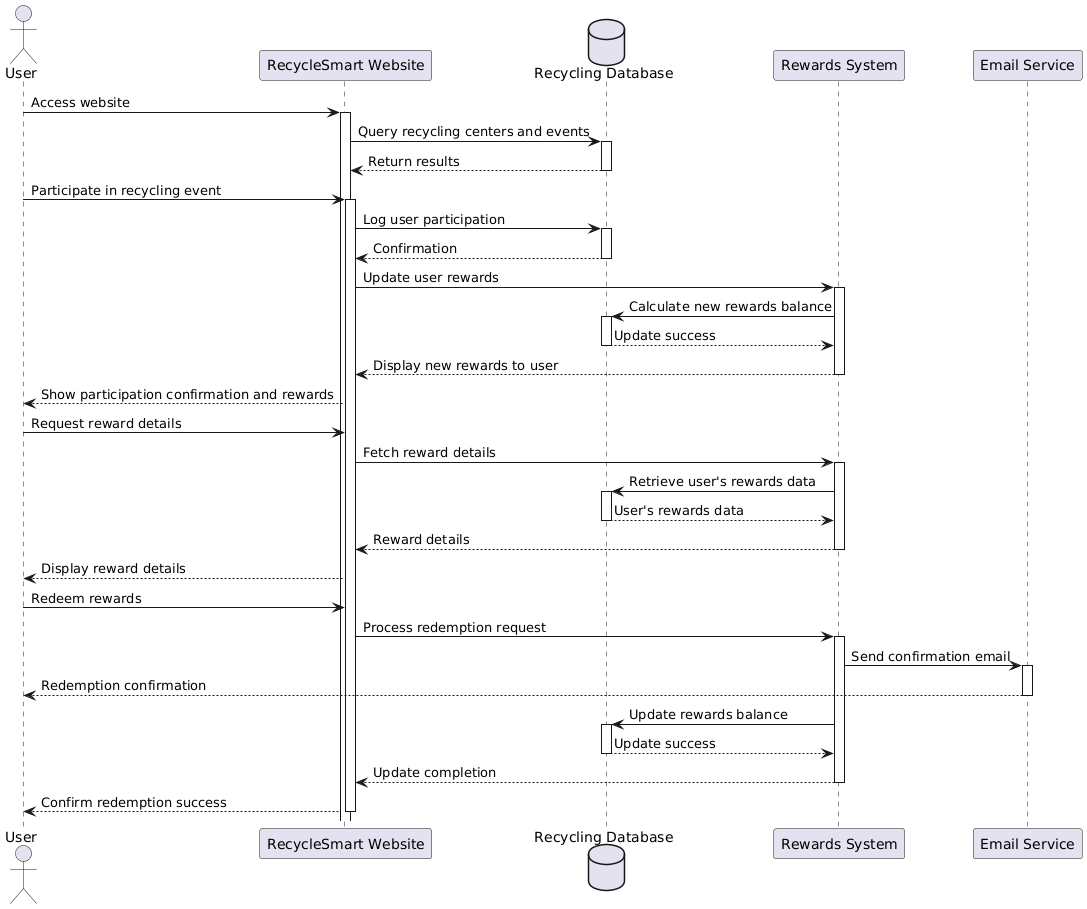 User
RecycleSmart Website
Recycling Database
Rewards System
Email Service
Access website
Query recycling centers and events
Return results
Participate in recycling event
Log user participation
Confirmation
Update user rewards
Calculate new rewards balance
Update success
Display new rewards to user
Show participation confirmation and rewards
Request reward details
Fetch reward details
Retrieve user's rewards data
User's rewards data
Reward details
Display reward details
Redeem rewards
Process redemption request
Send confirmation email
Redemption confirmation
Update rewards balance
Update success
Update completion
Confirm redemption success
User
RecycleSmart Website
Recycling Database
Rewards System
Email Service